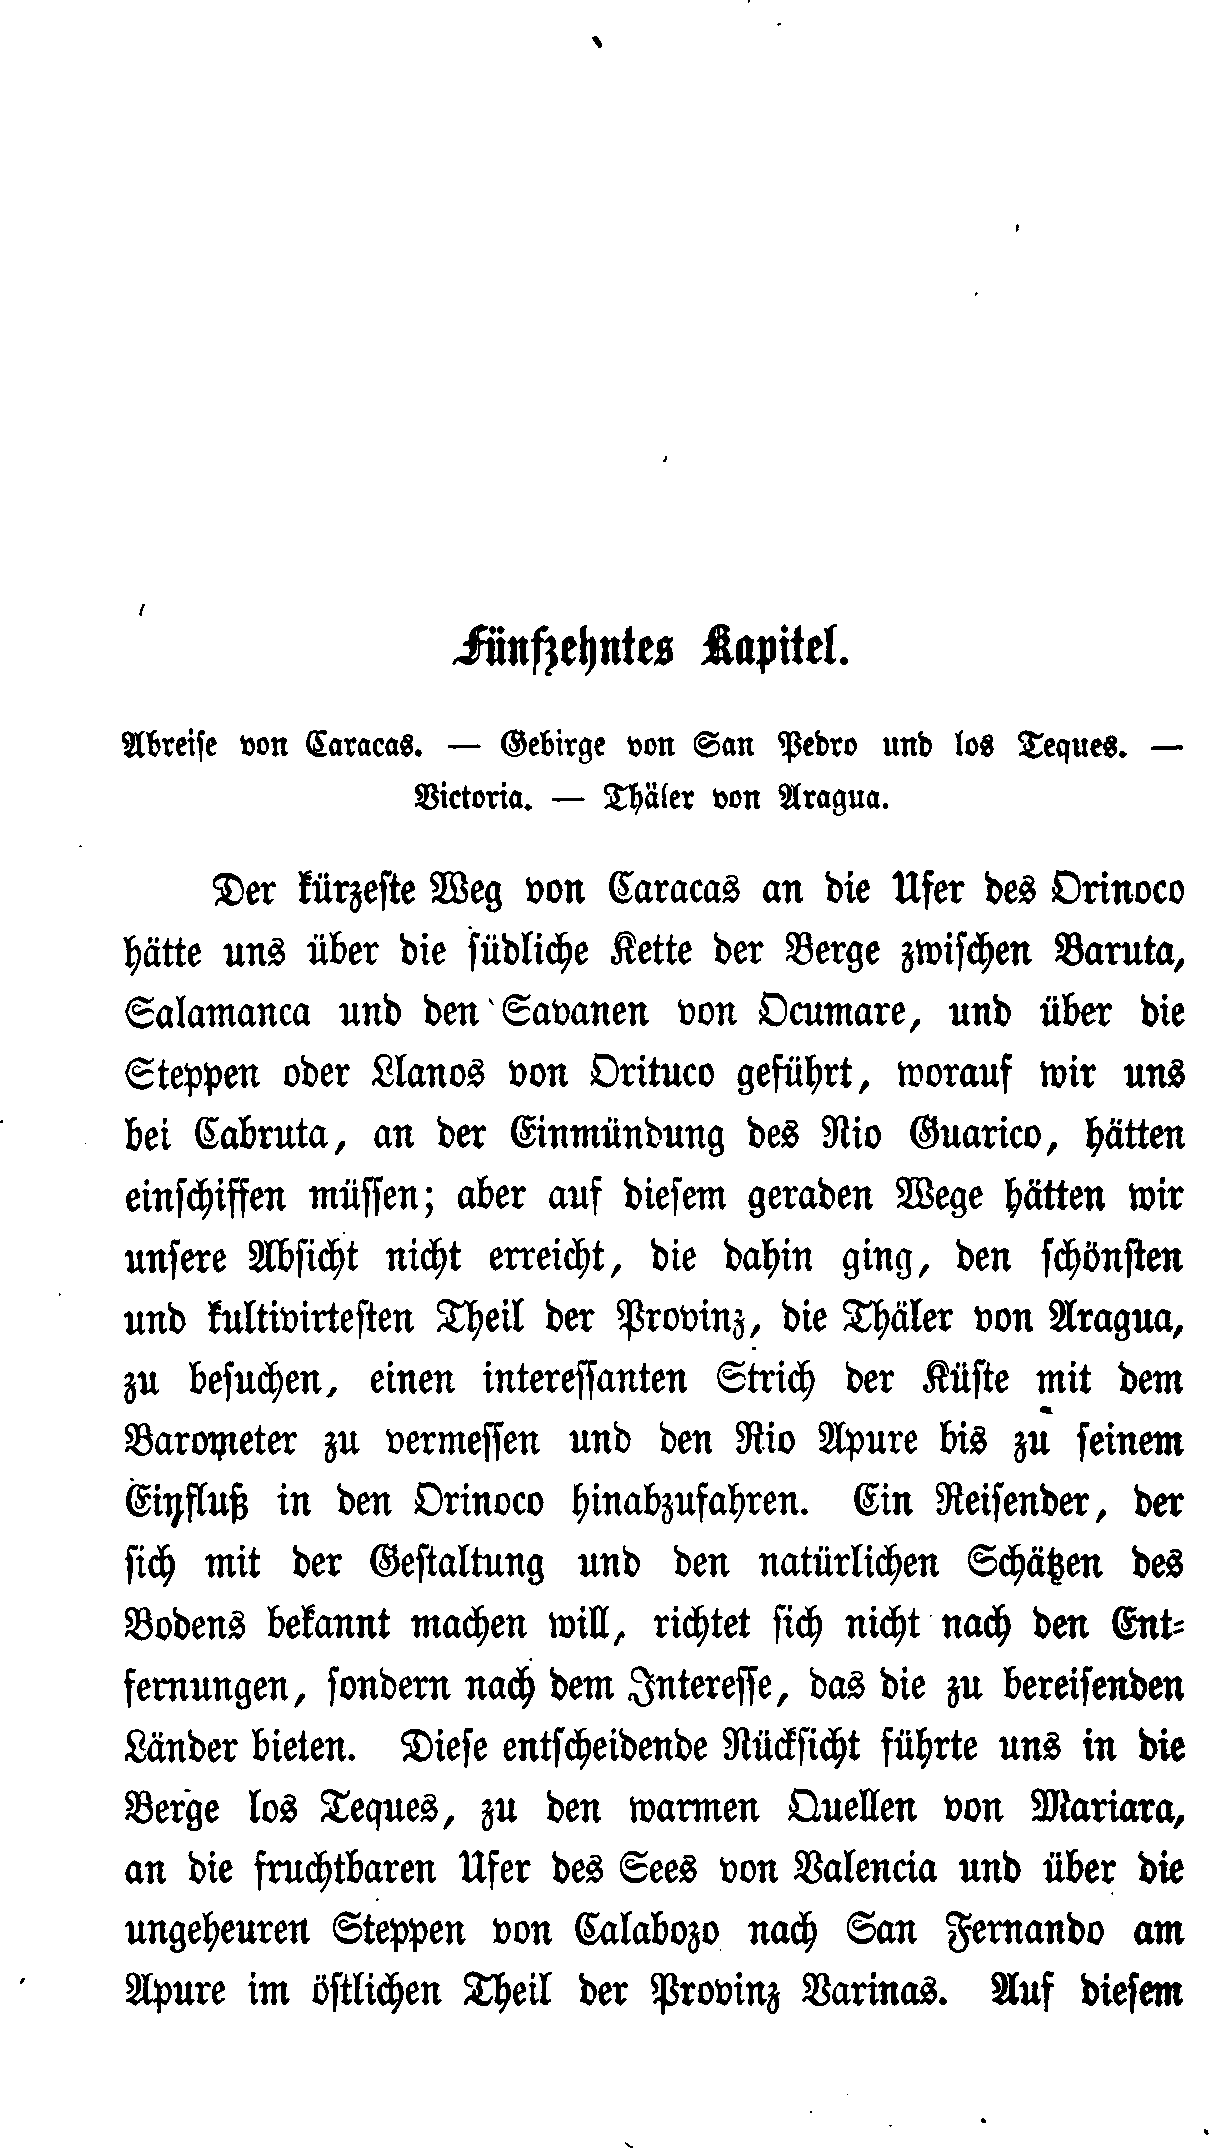 Fünfzehntes Kapitel.
Abreise von Caracas. — Gebirge von San Pedro und los Teques. —
Victoria. — Thäler von Aragua.
Der kürzeste Weg von Caracas an die Ufer des Orinoco
hätte uns über die südliche Kette der Berge zwischen Baruta,
Salamanca und den Savanen von Ocumare, und über die
Steppen oder Llanos von Orituco geführt, worauf wir uns
bei Cabruta, an der Einmündung des Rio Guarico, hätten
einschiffen müssen; aber auf diesem geraden Wege hätten wir
unsere Absicht nicht erreicht, die dahin ging, den schönsten
und kultivirtesten Theil der Provinz, die Thäler von Aragua,
zu besuchen, einen interessanten Strich der Küste mit dem
Barometer zu vermessen und den Rio Apure bis zu seinem
Einfluß in den Orinoco hinabzufahren. Ein Reisender, der
sich mit der Gestaltung und den natürlichen Schätzen des
Bodens bekannt machen will, richtet sich nicht nach den Ent-
fernungen, sondern nach dem Interesse, das die zu bereisenden
Länder bieten. Diese entscheidende Rücksicht führte uns in die
Berge los Teques, zu den warmen Quellen von Mariara,
an die fruchtbaren Ufer des Sees von Valencia und über die
ungeheuren Steppen von Calabozo nach San Fernando am
Apure im östlichen Theil der Provinz Varinas. Auf diesem